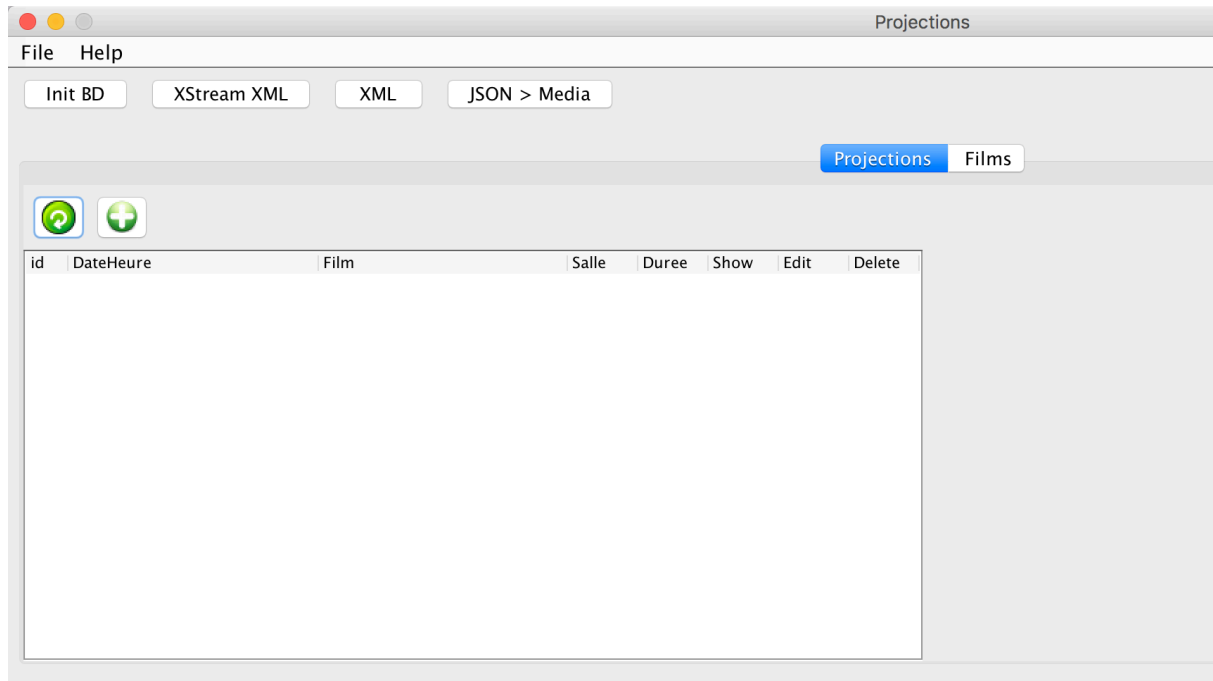 Projections
File Help
Init BD XStream XML XML JSON > Media
Projections Films
id DateHeure Film Salle Duree Show Edit Delete